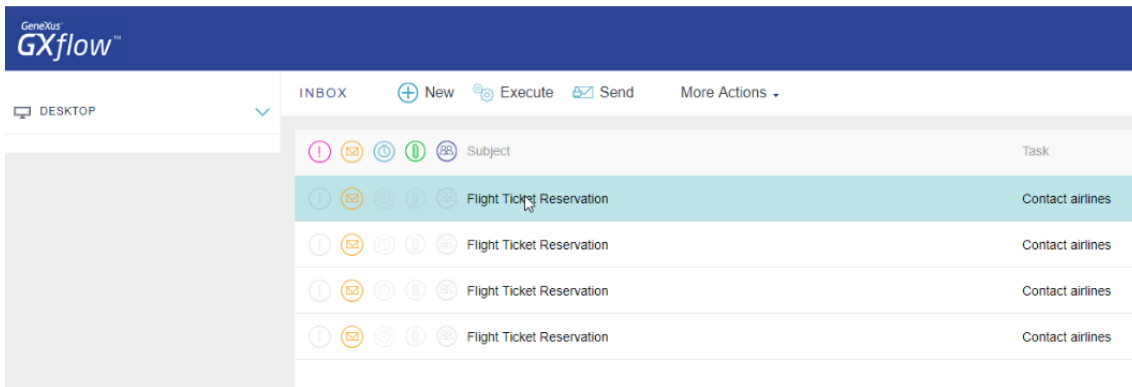 GeneXus™
GXflow™
DESKTOP
INBOX New Execute Send More Actions
Subject Task
Flight Ticket Reservation Contact airlines
Flight Ticket Reservation Contact airlines
Flight Ticket Reservation Contact airlines
Flight Ticket Reservation Contact airlines